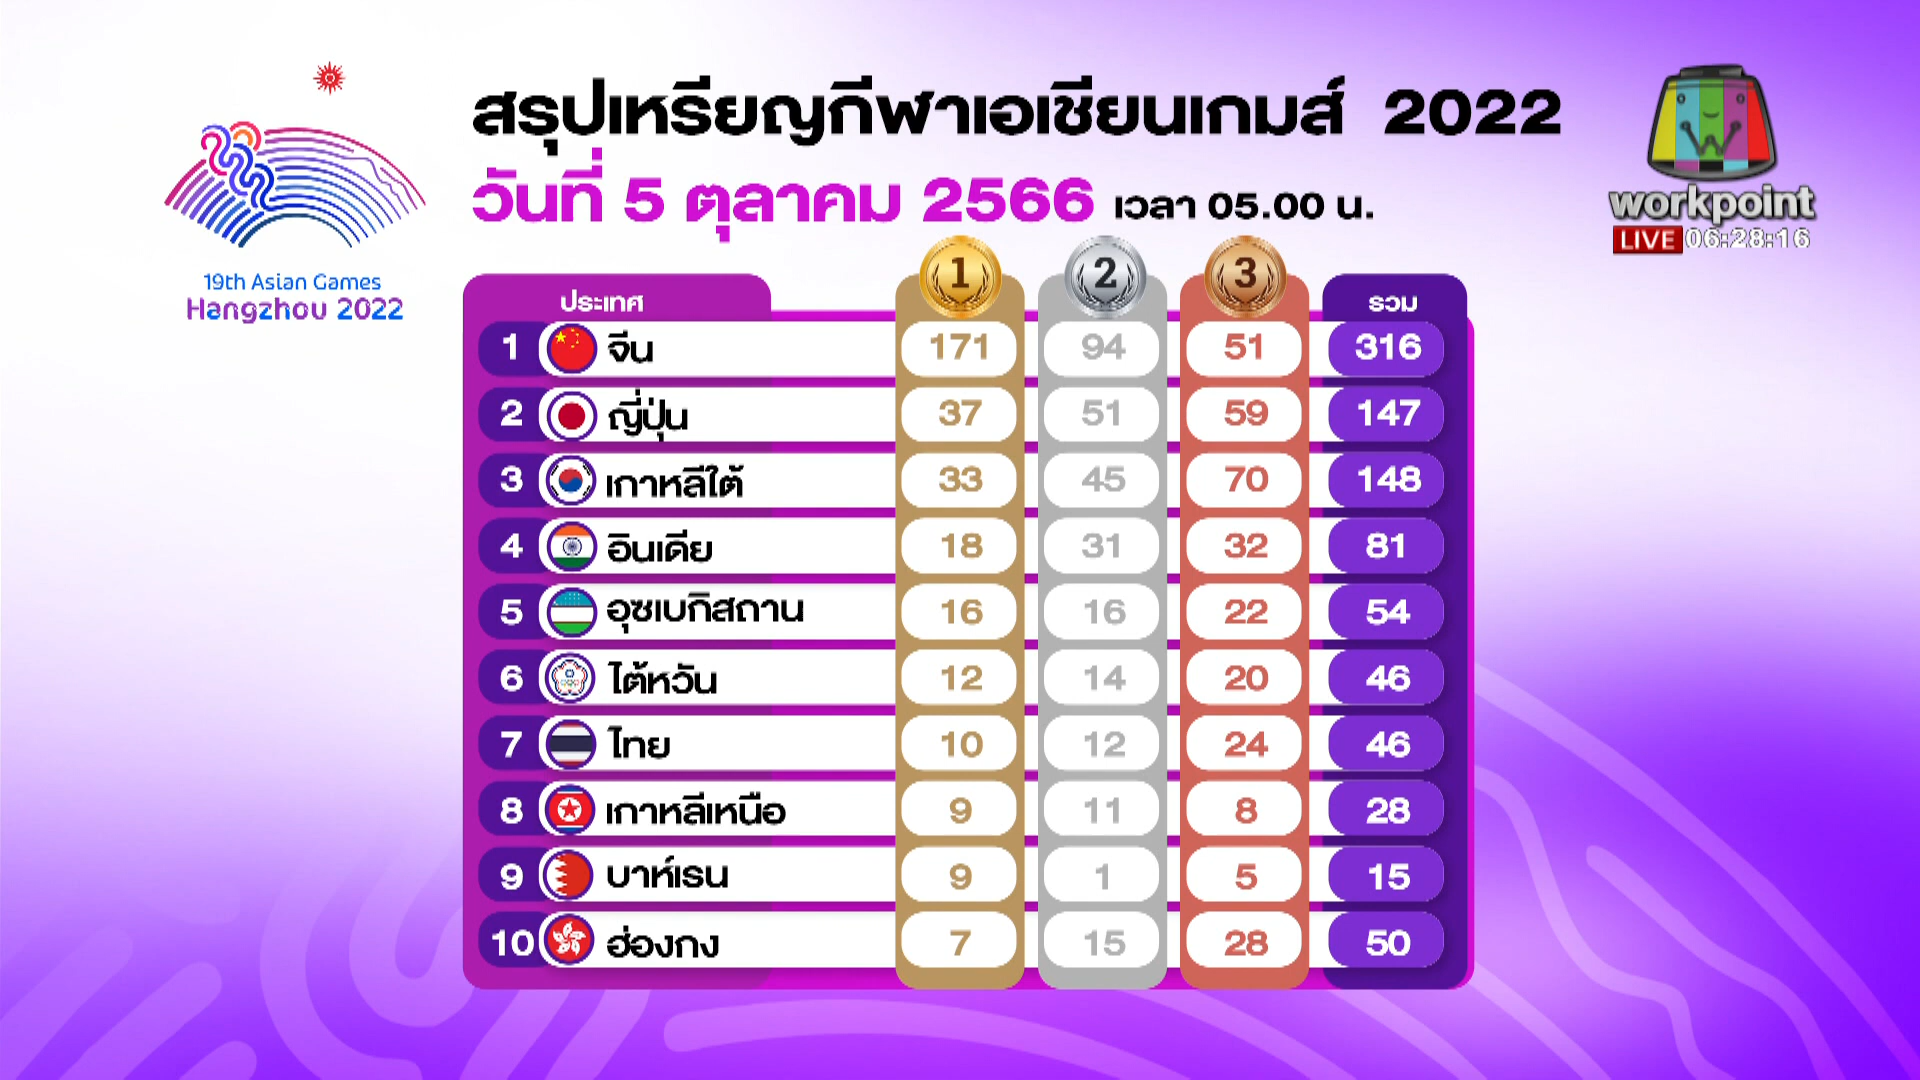 สรุปเหรียญกีฬาเอเชียนเกมส์ 2022
วันที่ 5 ตุลาคม 2566 เวลา 05.00 น.
19th Asian Games
Hangzhou 2022
workpoint
LIVE 06:28:16
ประเทศ 1 2 3 รวม
1 จีน 171 94 51 316
2 ญี่ปุ่น 37 51 59 147
3 เกาหลีใต้ 33 45 70 148
4 อินเดีย 18 31 32 81
5 อุซเบกิสถาน 16 16 22 54
6 ไต้หวัน 12 14 20 46
7 ไทย 10 12 24 46
8 เกาหลีเหนือ 9 11 8 28
9 บาห์เรน 9 1 5 15
10 ฮ่องกง 7 15 28 50